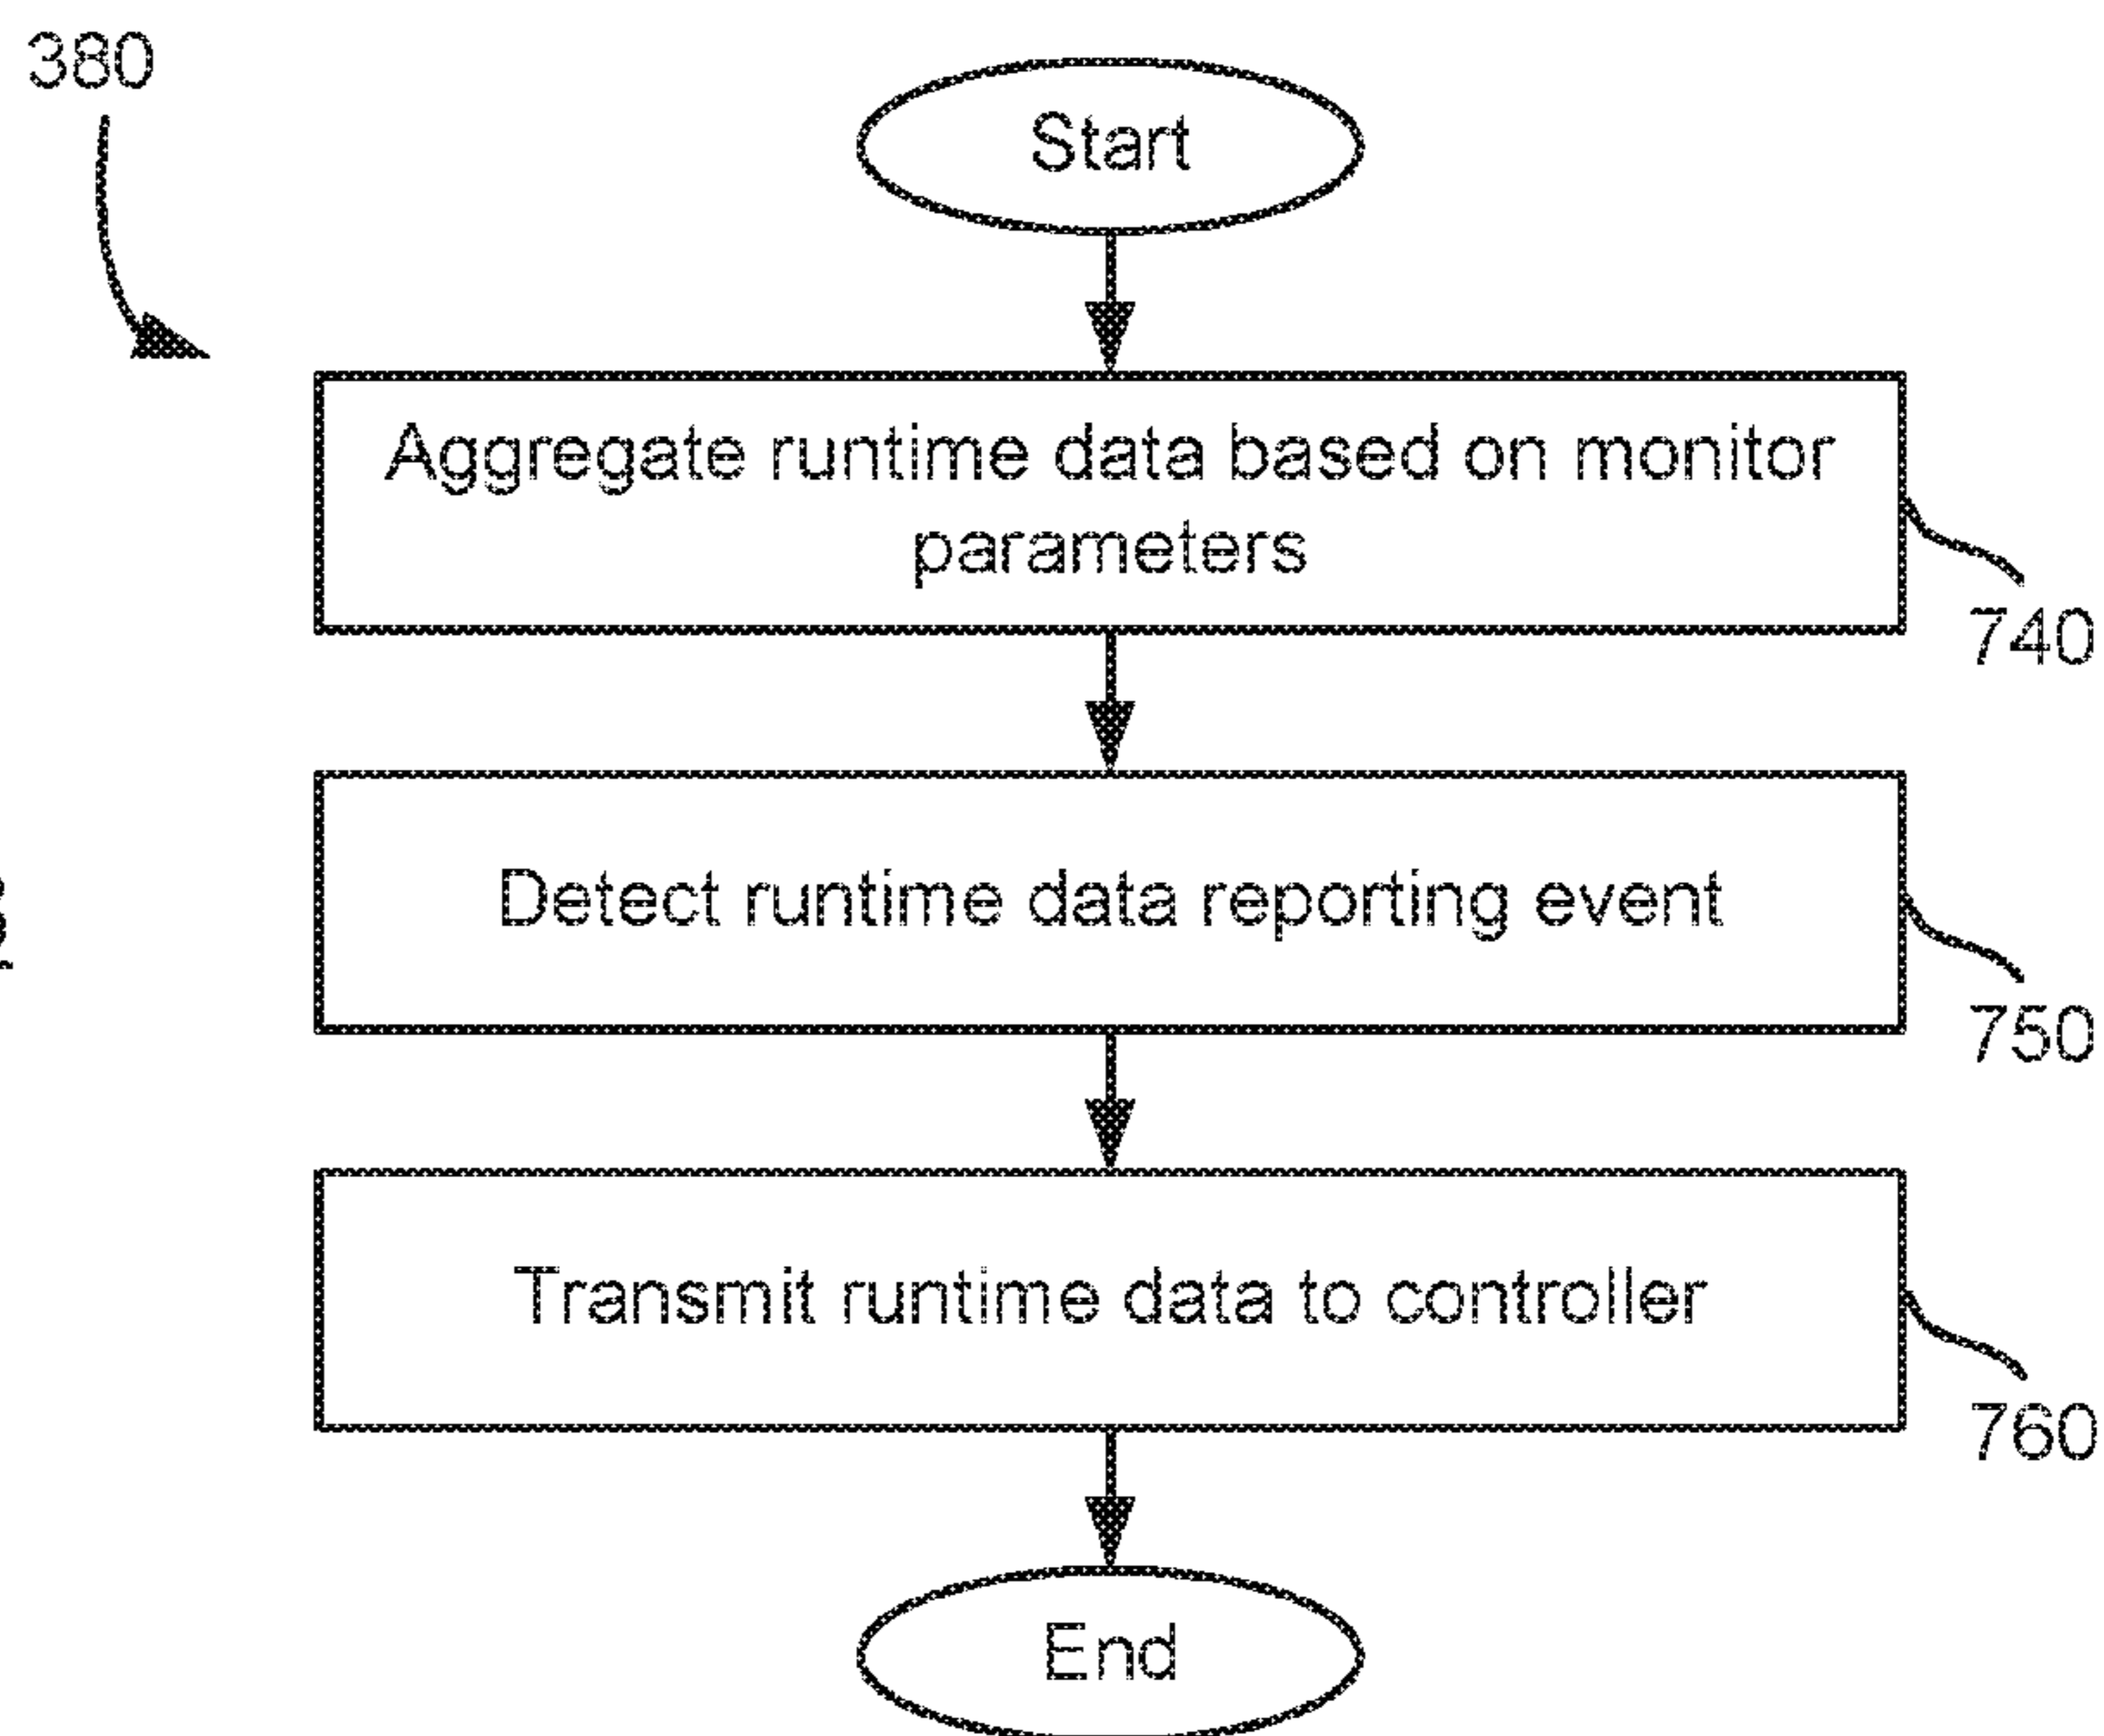 380
Start
Aggregate runtime data based on monitor
parameters
740
Detect runtime data reporting event
750
Transmit runtime data to controller
760
End